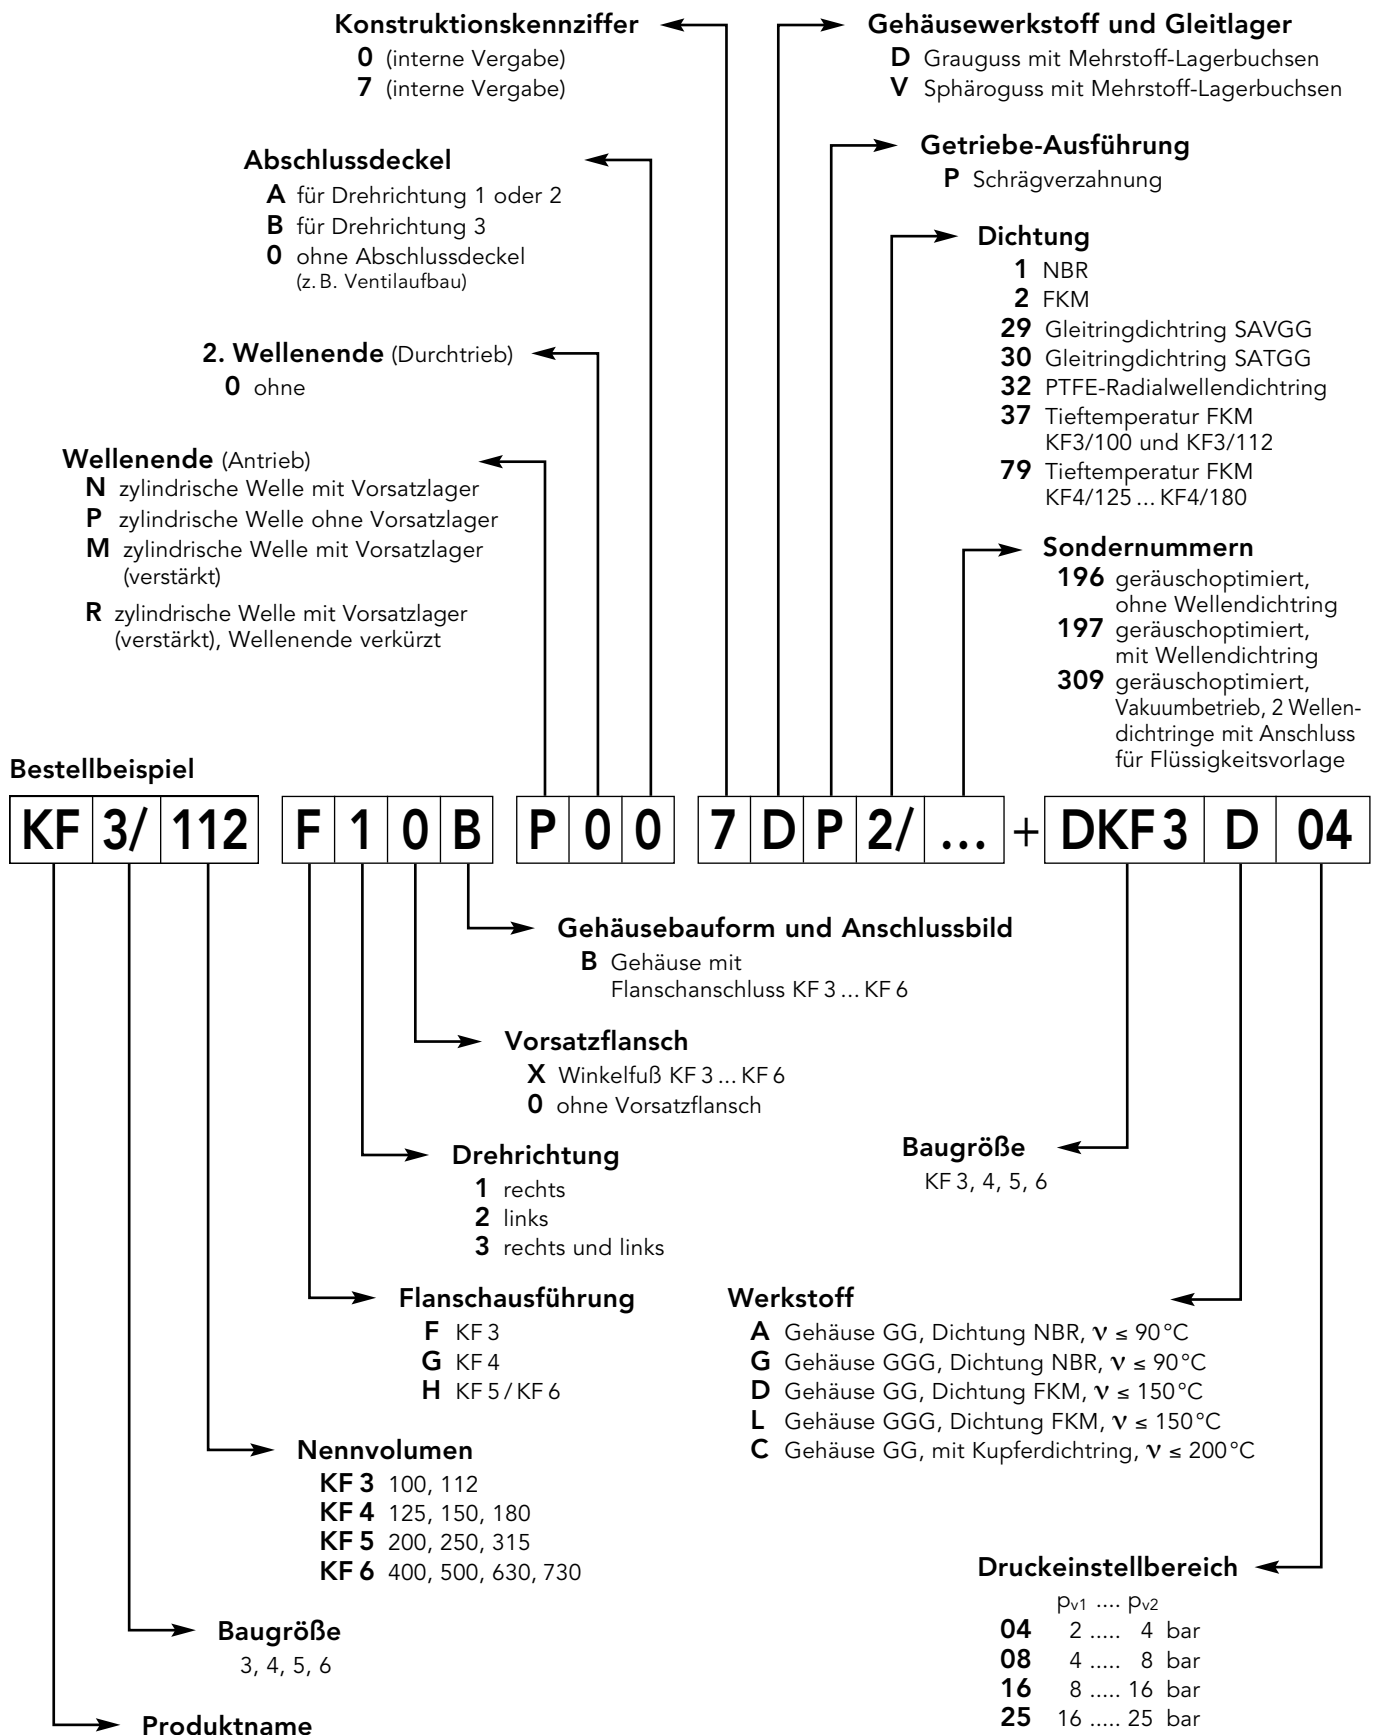 Konstruktionskennziffer
0 (interne Vergabe)
7 (interne Vergabe)
Gehäusewerkstoff und Gleitlager
D Grauguss mit Mehrstoff-Lagerbuchsen
V Sphäroguss mit Mehrstoff-Lagerbuchsen
Abschlussdeckel
A für Drehrichtung 1 oder 2
B für Drehrichtung 3
0 ohne Abschlussdeckel
(z. B. Ventilaufbau)
Getriebe-Ausführung
P Schrägverzahnung
Dichtung
1 NBR
2 FKM
29 Gleitringdichtring SAVGG
30 Gleitringdichtring SATGG
32 PTFE-Radialwellendichtring
37 Tieftemperatur FKM
KF3/100 und KF3/112
79 Tieftemperatur FKM
KF4/125 ... KF4/180
2. Wellenende (Durchtrieb)
0 ohne
Wellenende (Antrieb)
N zylindrische Welle mit Vorsatzlager
P zylindrische Welle ohne Vorsatzlager
M zylindrische Welle mit Vorsatzlager
(verstärkt)
R zylindrische Welle mit Vorsatzlager
(verstärkt), Wellenende verkürzt
Sondernummern
196 geräuschoptimiert,
ohne Wellendichtring
197 geräuschoptimiert,
mit Wellendichtring
309 geräuschoptimiert,
Vakuumbetrieb, 2 Wellen-
dichtringe mit Anschluss
für Flüssigkeitsvorlage
Bestellbeispiel
KF 3/ 112 F 1 0 B P 0 0 7 D P 2/ ... + DKF 3 D 04
Gehäusebauform und Anschlussbild
B Gehäuse mit
Flanschanschluss KF 3 ... KF 6
Vorsatzflansch
X Winkelfuß KF 3 ... KF 6
0 ohne Vorsatzflansch
Drehrichtung
1 rechts
2 links
3 rechts und links
Baugröße
KF 3, 4, 5, 6
Flanschausführung
F KF 3
G KF 4
H KF 5 / KF 6
Werkstoff
A Gehäuse GG, Dichtung NBR, ν ≤ 90 °C
G Gehäuse GGG, Dichtung NBR, ν ≤ 90 °C
D Gehäuse GG, Dichtung FKM, ν ≤ 150 °C
L Gehäuse GGG, Dichtung FKM, ν ≤ 150 °C
C Gehäuse GG, mit Kupferdichtring, ν ≤ 200 °C
Nennvolumen
KF 3 100, 112
KF 4 125, 150, 180
KF 5 200, 250, 315
KF 6 400, 500, 630, 730
Baugröße
3, 4, 5, 6
Druckeinstellbereich
pv1 .... pv2
04 2 ..... 4 bar
08 4 ..... 8 bar
16 8 ..... 16 bar
25 16 ..... 25 bar
Produktname